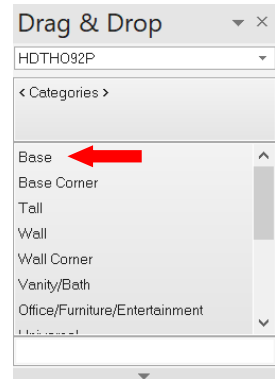 Drag & Drop
HDTHO92P
< Categories >
Base
Base Corner
Tall
Wall
Wall Corner
Vanity/Bath
Office/Furniture/Entertainment